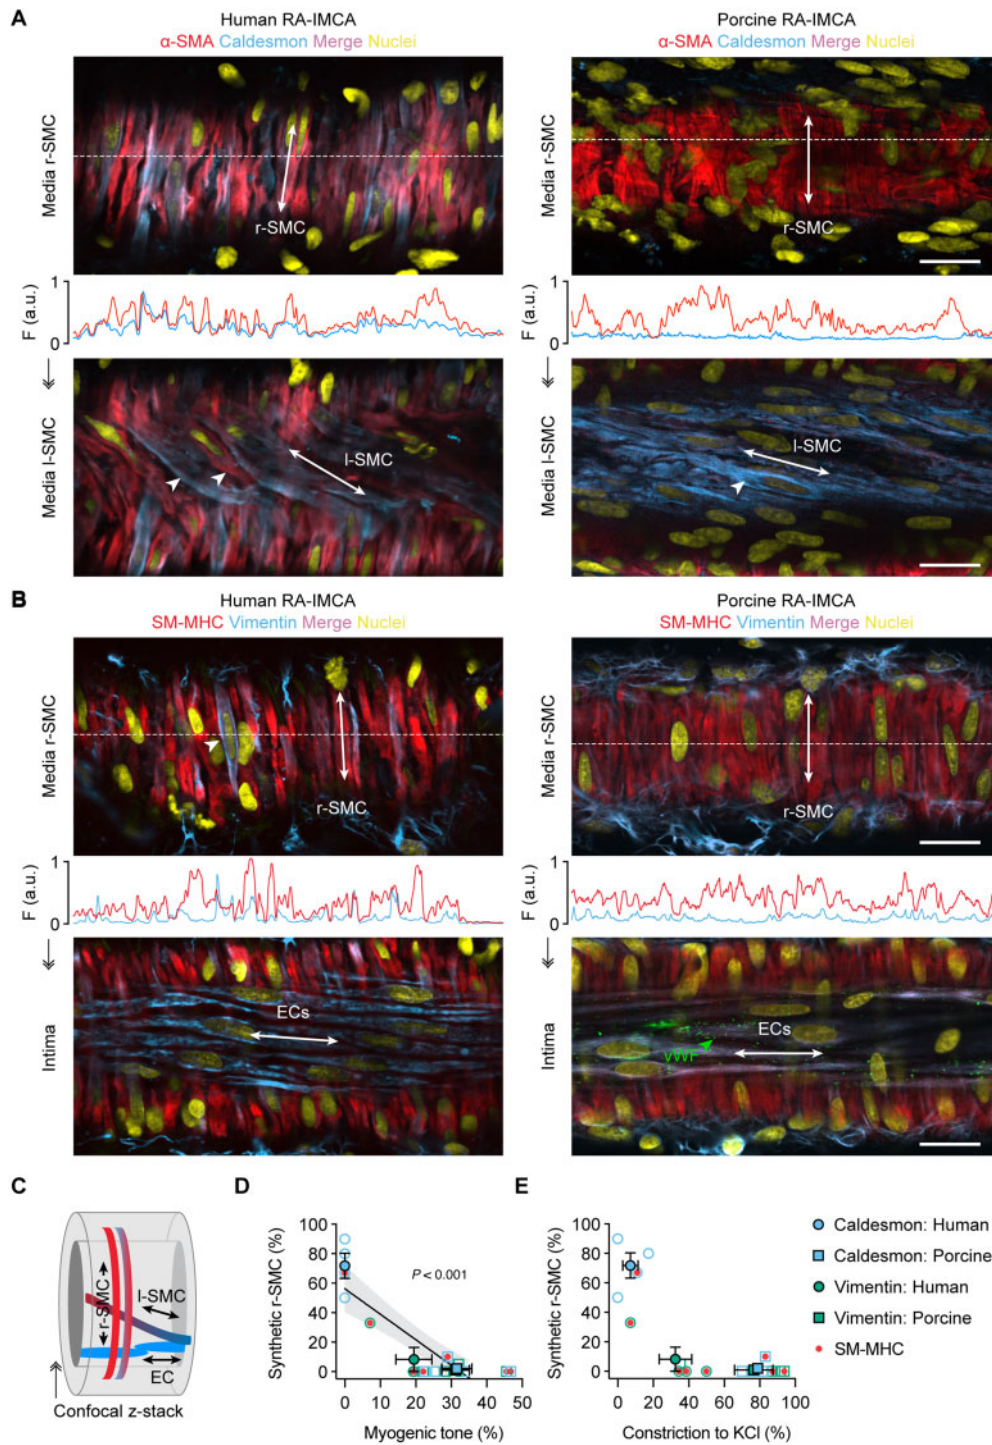 A
Human RA-IMCA
α-SMA Caldesmon Merge Nuclei
Porcine RA-IMCA
α-SMA Caldesmon Merge Nuclei
Media r-SMC
r-SMC
r-SMC
F (a.u.)
1
0
1
0
F (a.u.)
Media l-SMC
l-SMC
Media l-SMC
l-SMC
Media r-SMC
B
Human RA-IMCA
SM-MHC Vimentin Merge Nuclei
Porcine RA-IMCA
SM-MHC Vimentin Merge Nuclei
Media r-SMC
r-SMC
Media r-SMC
r-SMC
F (a.u.)
1
0
F (a.u.)
1
0
Intima
ECs
Intima
ECs
vWF
C
r-SMC
l-SMC
EC
Confocal z-stack
D
Synthetic r-SMC (%)
100
80
60
40
20
0
P < 0.001
0 10 20 30 40 50
Myogenic tone (%)
E
Synthetic r-SMC (%)
100
80
60
40
20
0
0 20 40 60 80 100
Constriction to KCl (%)
Caldesmon: Human
Caldesmon: Porcine
Vimentin: Human
Vimentin: Porcine
SM-MHC